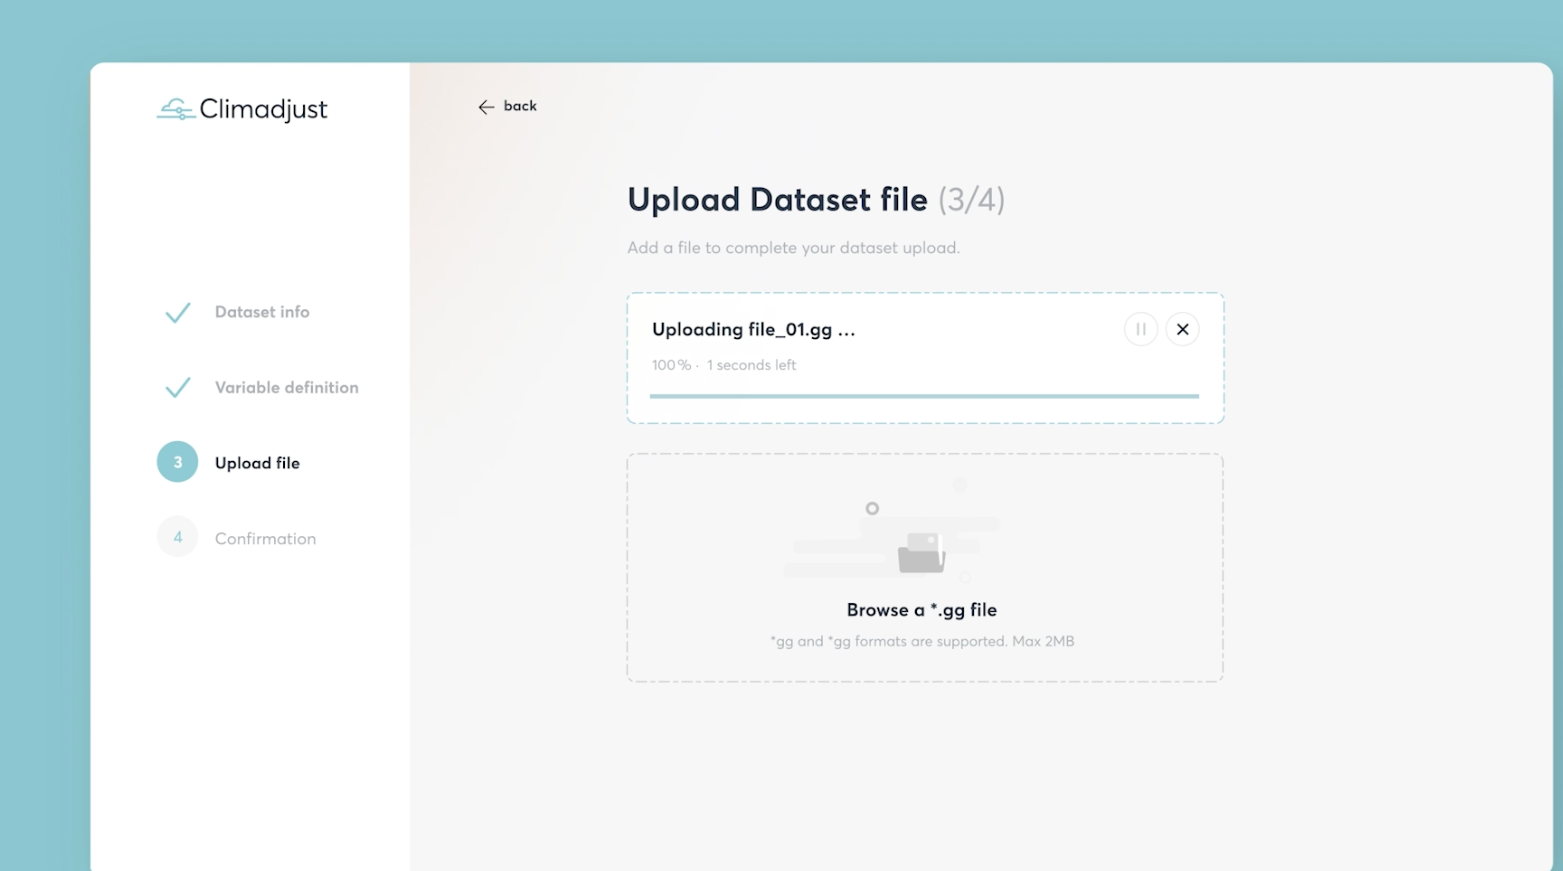 Climadjust
back
Upload Dataset file (3/4)
Add a file to complete your dataset upload.
Dataset info
Variable definition
3 Upload file
4 Confirmation
Uploading file_01.gg ...
100% · 1 seconds left
Browse a *.gg file
*gg and *gg formats are supported. Max 2MB